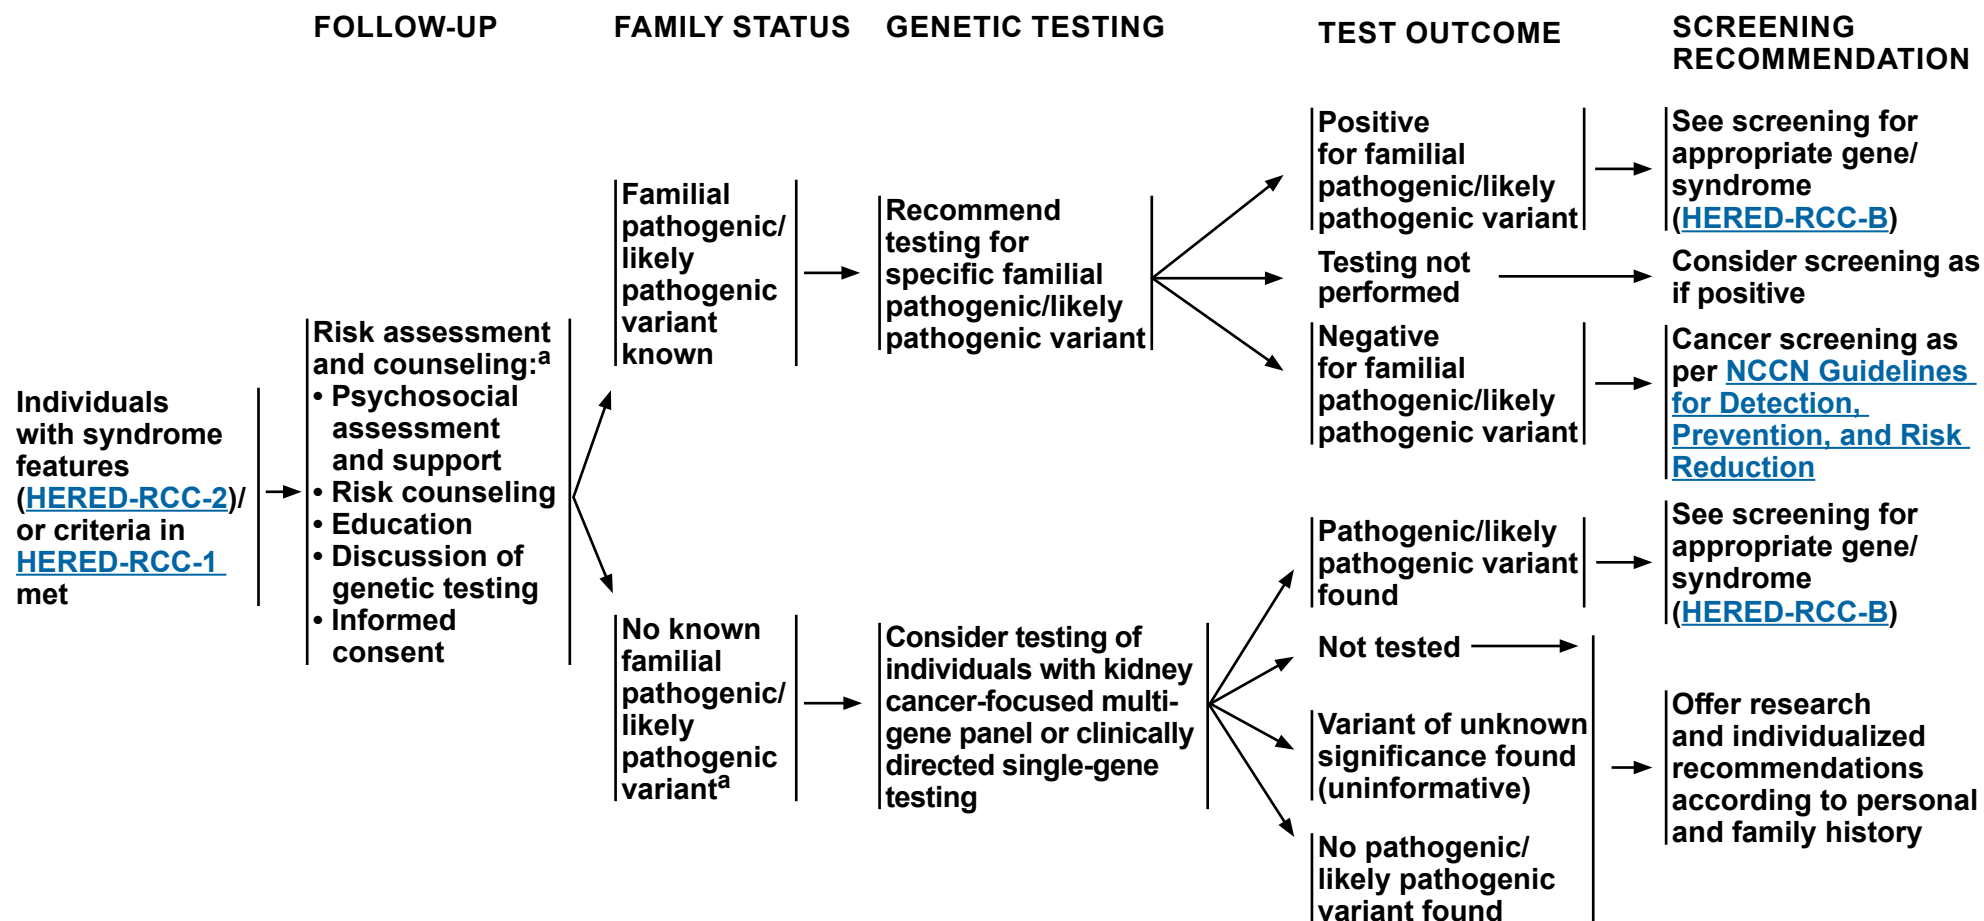 FOLLOW-UP
FAMILY STATUS
GENETIC TESTING
TEST OUTCOME
SCREENING
RECOMMENDATION
Individuals
with syndrome
features
(HERED-RCC-2)/
or criteria in
HERED-RCC-1
met
Risk assessment
and counseling:a
• Psychosocial
assessment
and support
• Risk counseling
• Education
• Discussion of
genetic testing
• Informed
consent
Familial
pathogenic/
likely
pathogenic
variant
known
Recommend
testing for
specific familial
pathogenic/likely
pathogenic variant
Positive
for familial
pathogenic/likely
pathogenic variant
See screening for
appropriate gene/
syndrome
(HERED-RCC-B)
Testing not
performed
Consider screening as
if positive
Negative
for familial
pathogenic/likely
pathogenic variant
Cancer screening as
per NCCN Guidelines
for Detection,
Prevention, and Risk
Reduction
No known
familial
pathogenic/
likely
pathogenic
varianta
Consider testing of
individuals with kidney
cancer-focused multi-
gene panel or clinically
directed single-gene
testing
Pathogenic/likely
pathogenic variant
found
See screening for
appropriate gene/
syndrome
(HERED-RCC-B)
Not tested
Variant of unknown
significance found
(uninformative)
No pathogenic/
likely pathogenic
variant found
Offer research
and individualized
recommendations
according to personal
and family history